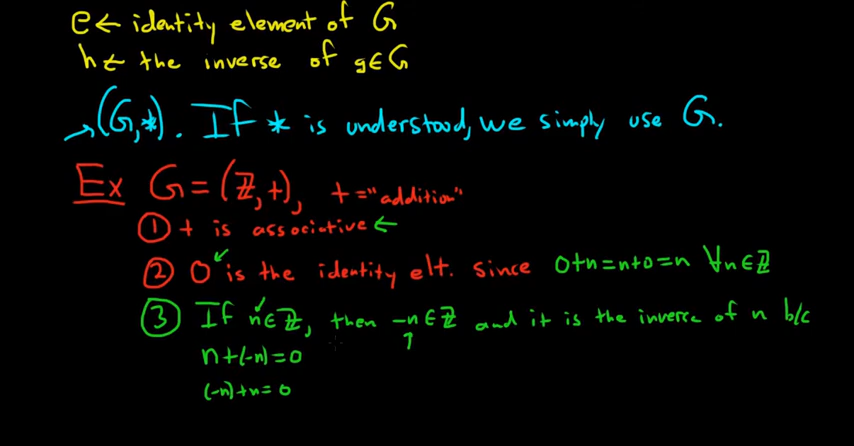 e ← identity element of G
h ← the inverse of g∈G
→(G,*). If * is understood, we simply use G.
Ex G = (ℤ,+), + = "addition"
① + is associative ←
② 0 is the identity elt. since 0+n=n+0=n ∀n∈ℤ
③ If n∈ℤ, then -n∈ℤ and it is the inverse of n b/c
n+(-n)=0
(-n)+n=0